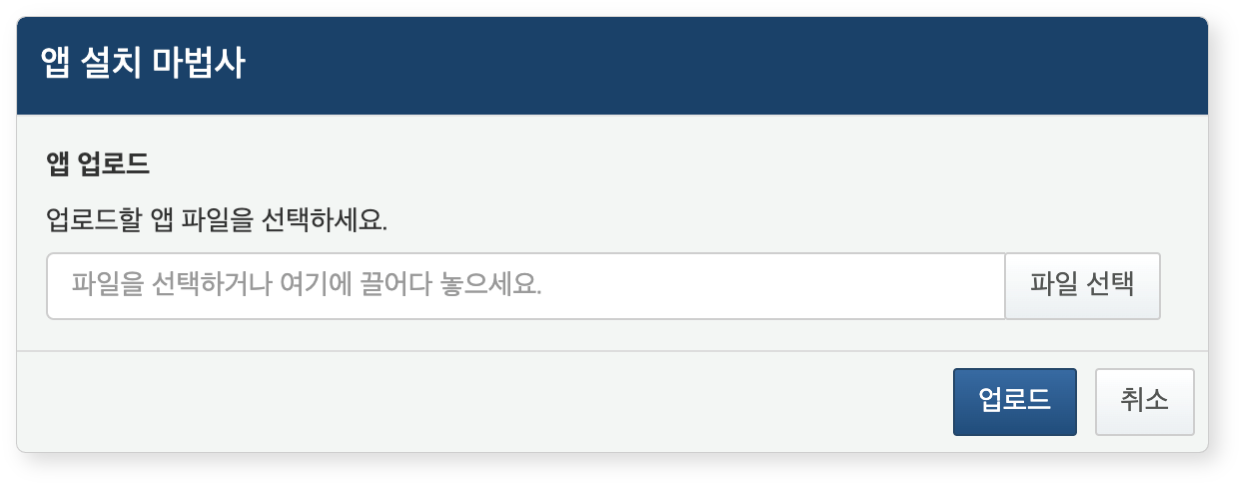 앱 설치 마법사
앱 업로드
업로드할 앱 파일을 선택하세요.
파일을 선택하거나 여기에 끌어다 놓으세요.
파일 선택
업로드
취소